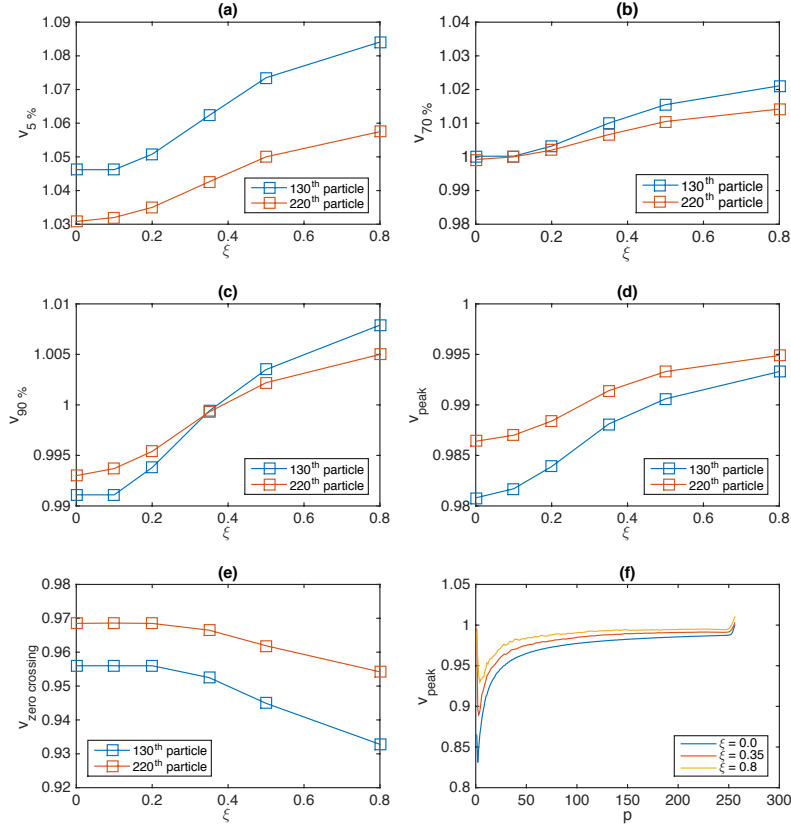 (a)
1.09
1.08
1.07
1.06
1.05
1.04
1.03
v5 %
0 0.2 0.4 0.6 0.8
ξ
130th particle
220th particle
(b)
1.04
1.03
1.02
1.01
1
0.99
0.98
v70 %
0 0.2 0.4 0.6 0.8
ξ
130th particle
220th particle
(c)
1.01
1.005
1
0.995
0.99
v90 %
0 0.2 0.4 0.6 0.8
ξ
130th particle
220th particle
(d)
1
0.995
0.99
0.985
0.98
vpeak
0 0.2 0.4 0.6 0.8
ξ
130th particle
220th particle
(e)
0.98
0.97
0.96
0.95
0.94
0.93
0.92
vzero crossing
0 0.2 0.4 0.6 0.8
ξ
130th particle
220th particle
(f)
1.05
1
0.95
0.9
0.85
0.8
vpeak
0 50 100 150 200 250 300
p
ξ = 0.0
ξ = 0.35
ξ = 0.8